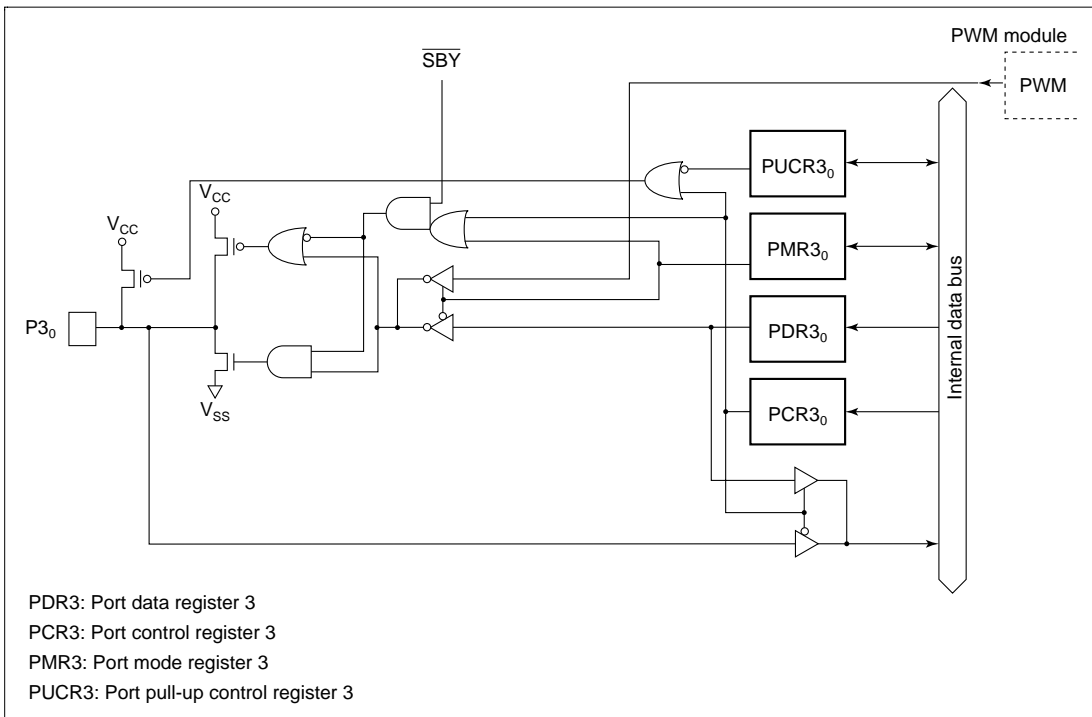 PWM module
SBY
PWM
PUCR3₀
V_CC
V_CC
PMR3₀
P3₀
PDR3₀
Internal data bus
V_SS
PCR3₀
PDR3: Port data register 3
PCR3: Port control register 3
PMR3: Port mode register 3
PUCR3: Port pull-up control register 3